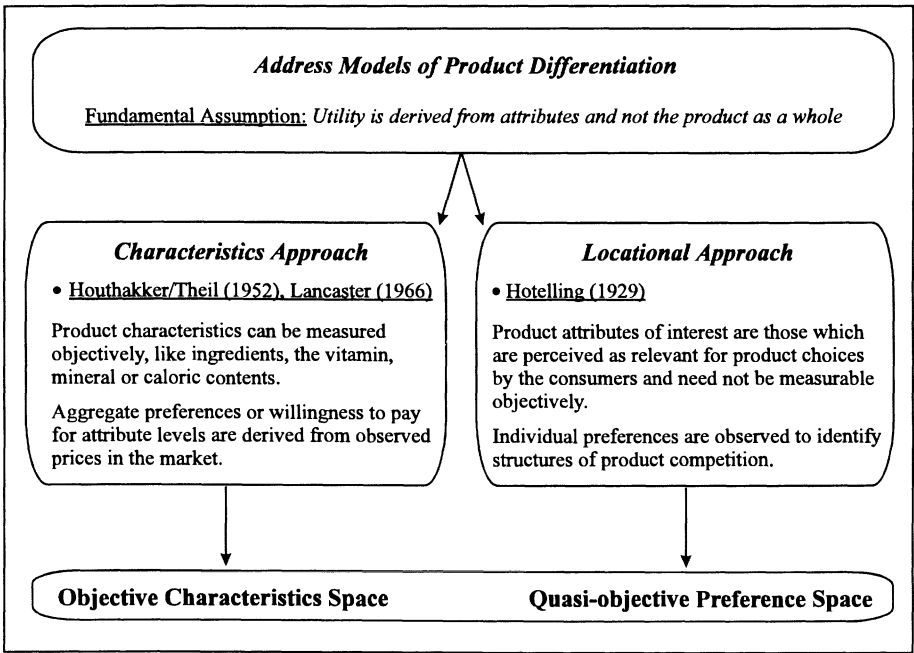 Address Models of Product Differentiation
Fundamental Assumption: Utility is derived from attributes and not the product as a whole
Characteristics Approach
• Houthakker/Theil (1952), Lancaster (1966)
Product characteristics can be measured
objectively, like ingredients, the vitamin,
mineral or caloric contents.
Aggregate preferences or willingness to pay
for attribute levels are derived from observed
prices in the market.
Locational Approach
• Hotelling (1929)
Product attributes of interest are those which
are perceived as relevant for product choices
by the consumers and need not be measurable
objectively.
Individual preferences are observed to identify
structures of product competition.
Objective Characteristics Space
Quasi-objective Preference Space